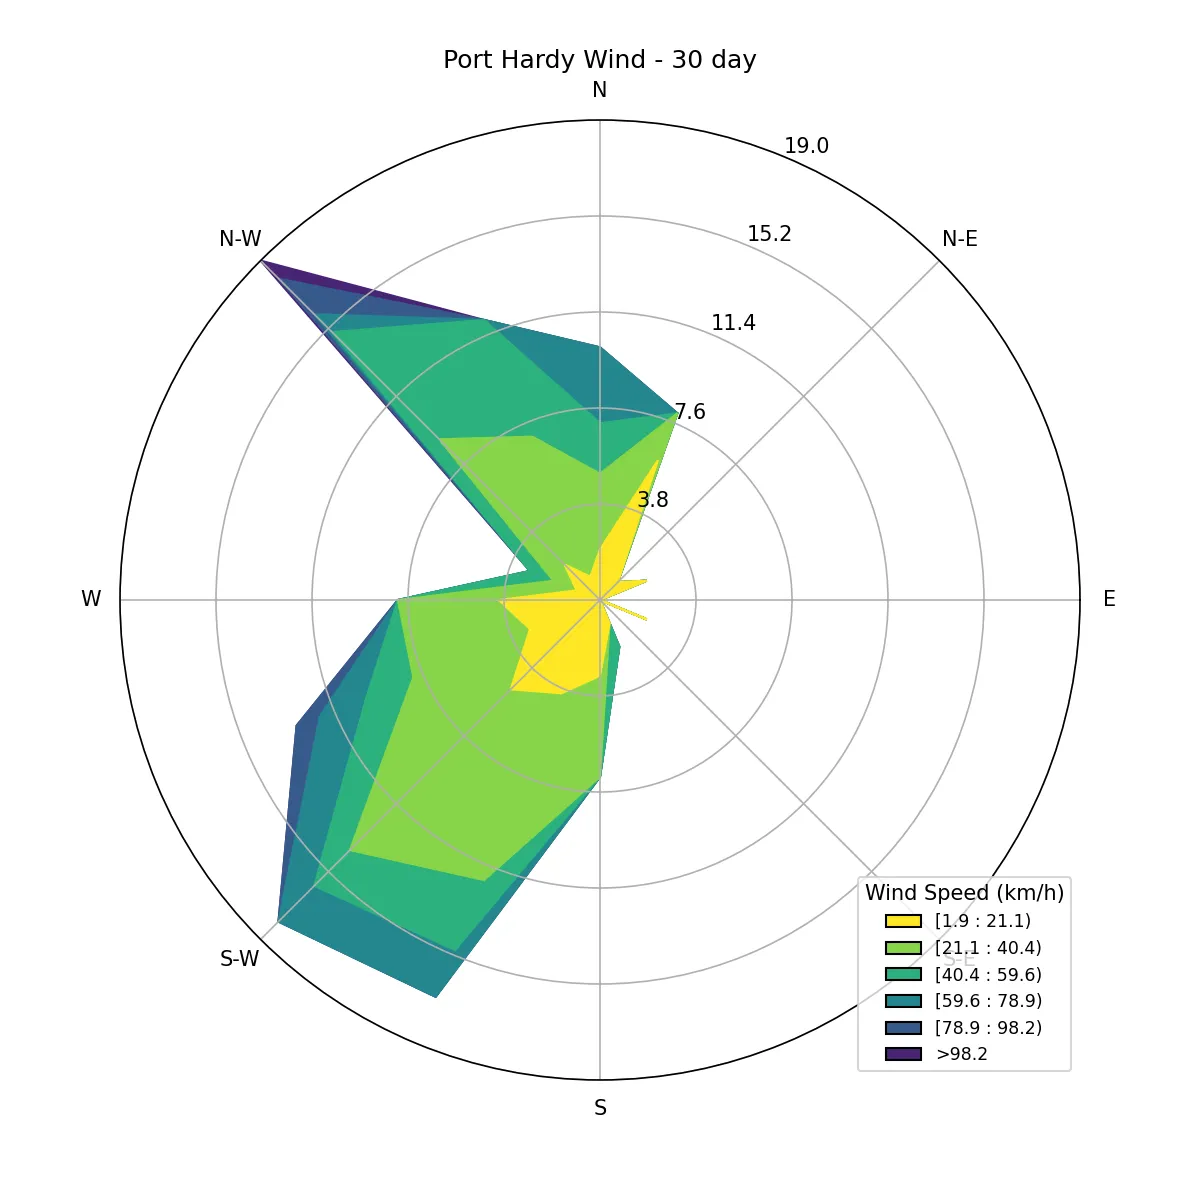 Port Hardy Wind - 30 day
N
19.0
N-W
15.2
N-E
11.4
7.6
3.8
W
E
Wind Speed (km/h)
[1.9 : 21.1)
[21.1 : 40.4)
S-W
S-E
[40.4 : 59.6)
[59.6 : 78.9)
[78.9 : 98.2)
>98.2
S